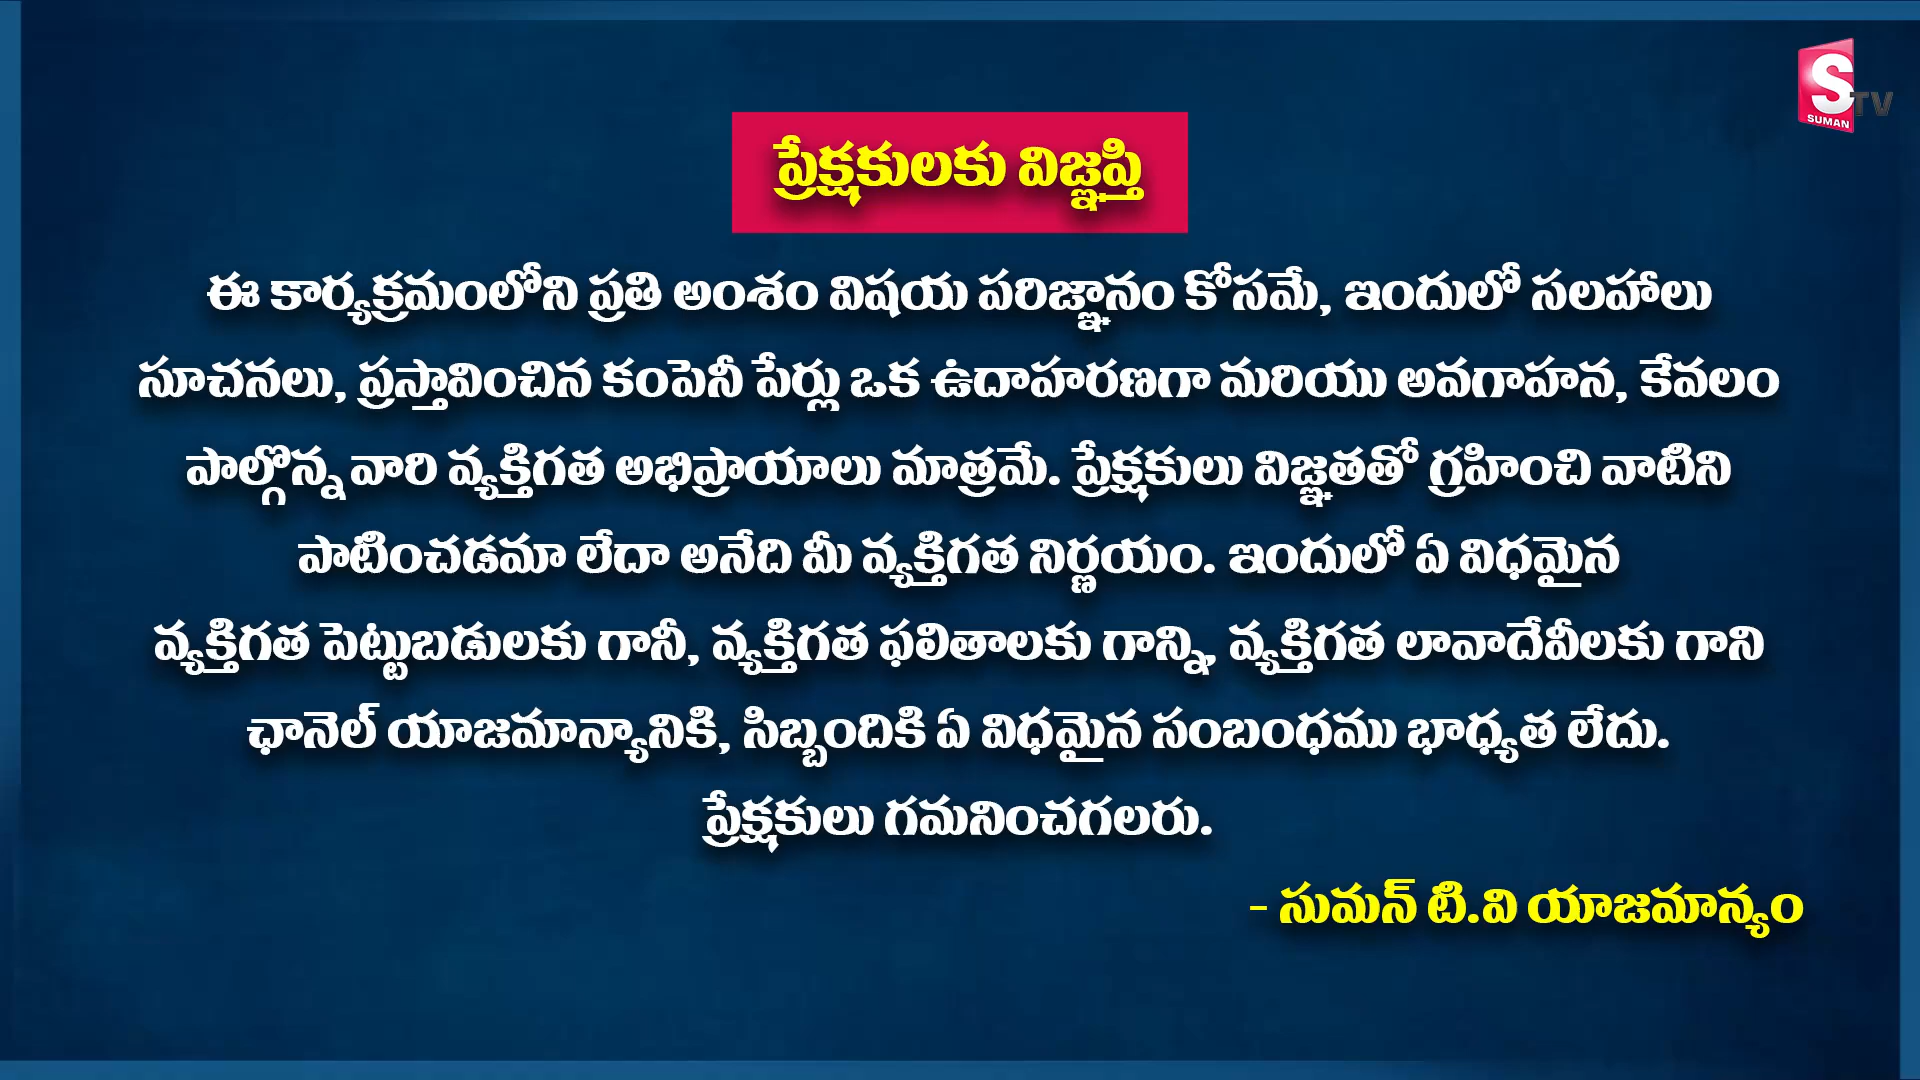 S TV
SUMAN
ప్రేక్షకులకు విజ్ఞప్తి
ఈ కార్యక్రమంలోని ప్రతి అంశం విషయ పరిజ్ఞానం కోసమే, ఇందులో సలహాలు
సూచనలు, ప్రస్తావించిన కంపెనీ పేర్లు ఒక ఉదాహరణగా మరియు అవగాహన, కేవలం
పాల్గొన్న వారి వ్యక్తిగత అభిప్రాయాలు మాత్రమే. ప్రేక్షకులు విజ్ఞతతో గ్రహించి వాటిని
పాటించడమా లేదా అనేది మీ వ్యక్తిగత నిర్ణయం. ఇందులో ఏ విధమైన
వ్యక్తిగత పెట్టుబడులకు గానీ, వ్యక్తిగత ఫలితాలకు గాన్ని, వ్యక్తిగత లావాదేవీలకు గాని
ఛానెల్ యాజమాన్యానికి, సిబ్బందికి ఏ విధమైన సంబంధము భాధ్యత లేదు.
ప్రేక్షకులు గమనించగలరు.
- సుమన్ టి.వి యాజమాన్యం